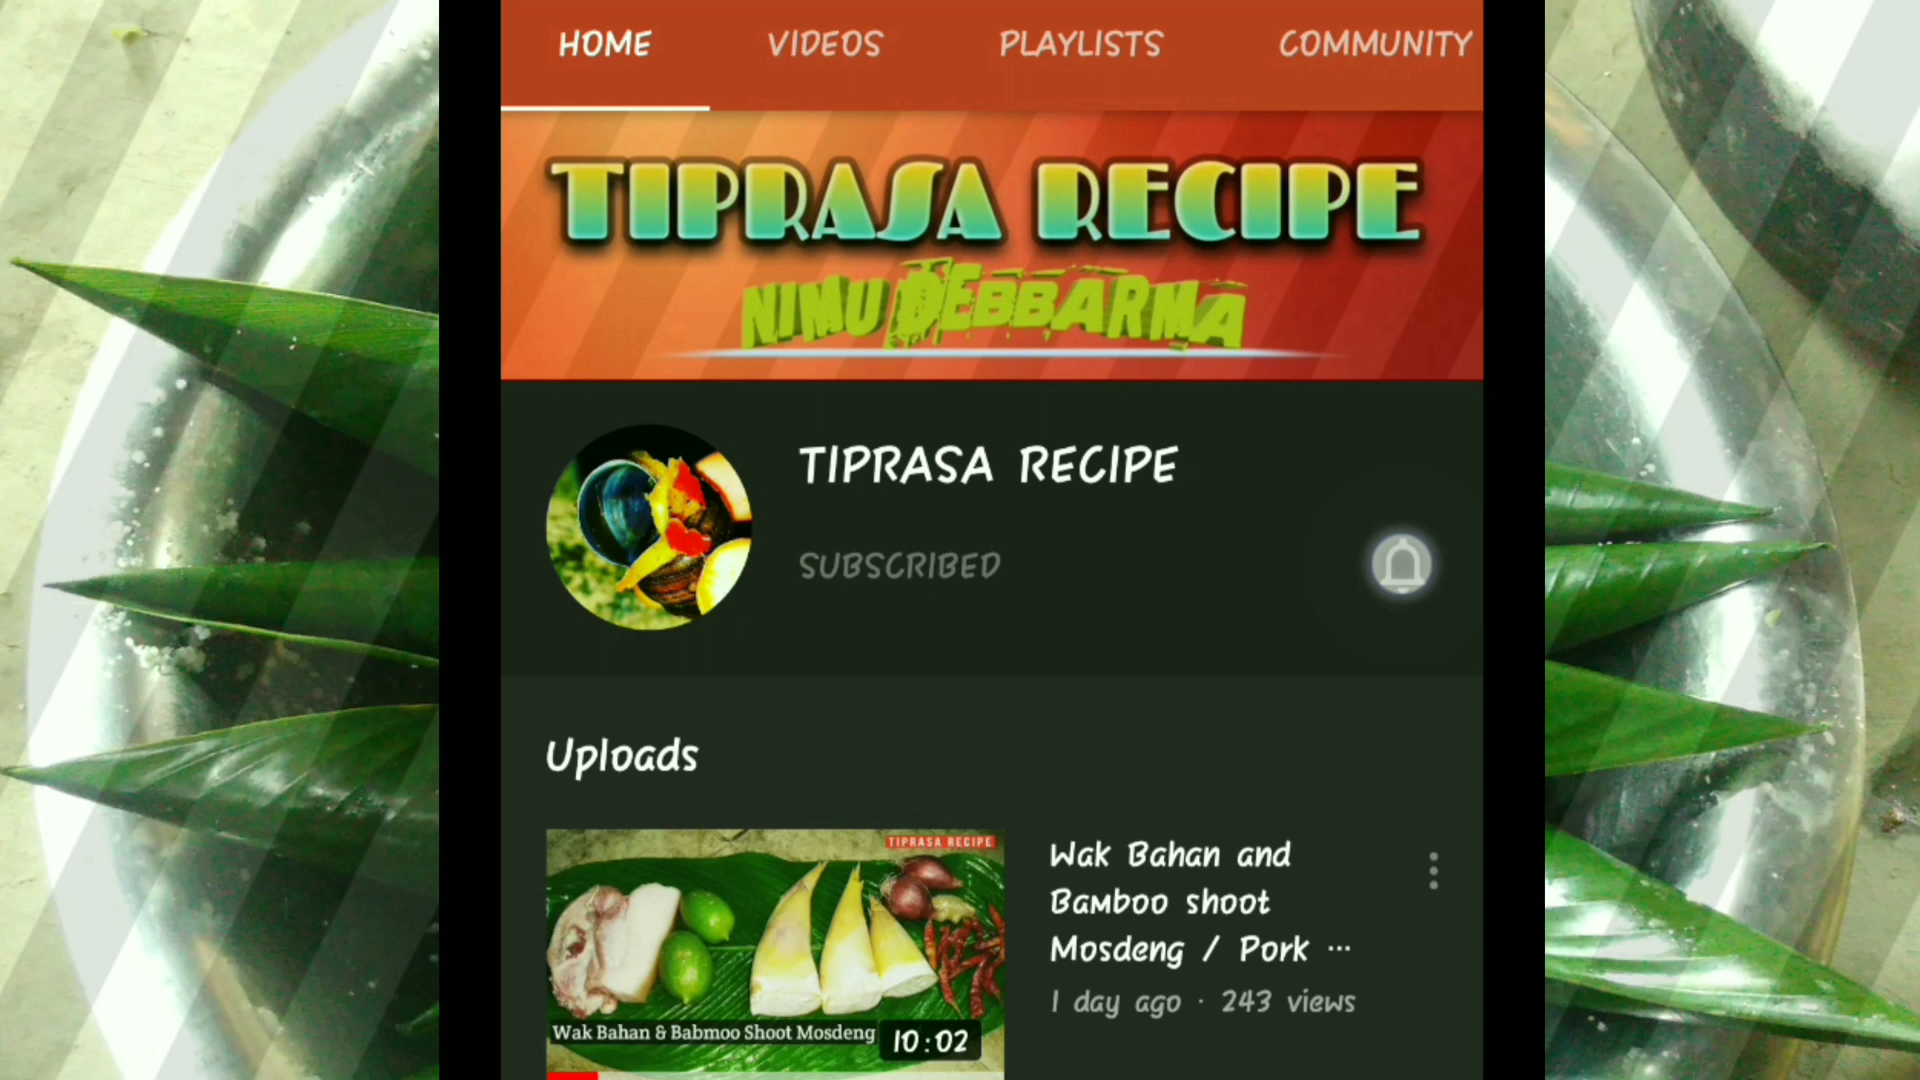 HOME VIDEOS PLAYLISTS COMMUNITY
TIPRASA RECIPE
NIMU DEBBARMA
TIPRASA RECIPE
SUBSCRIBED
Uploads
TIPRASA RECIPE
Wak Bahan & Babmoo Shoot Mosdeng
10:02
Wak Bahan and
Bamboo shoot
Mosdeng / Pork ...
1 day ago · 243 views